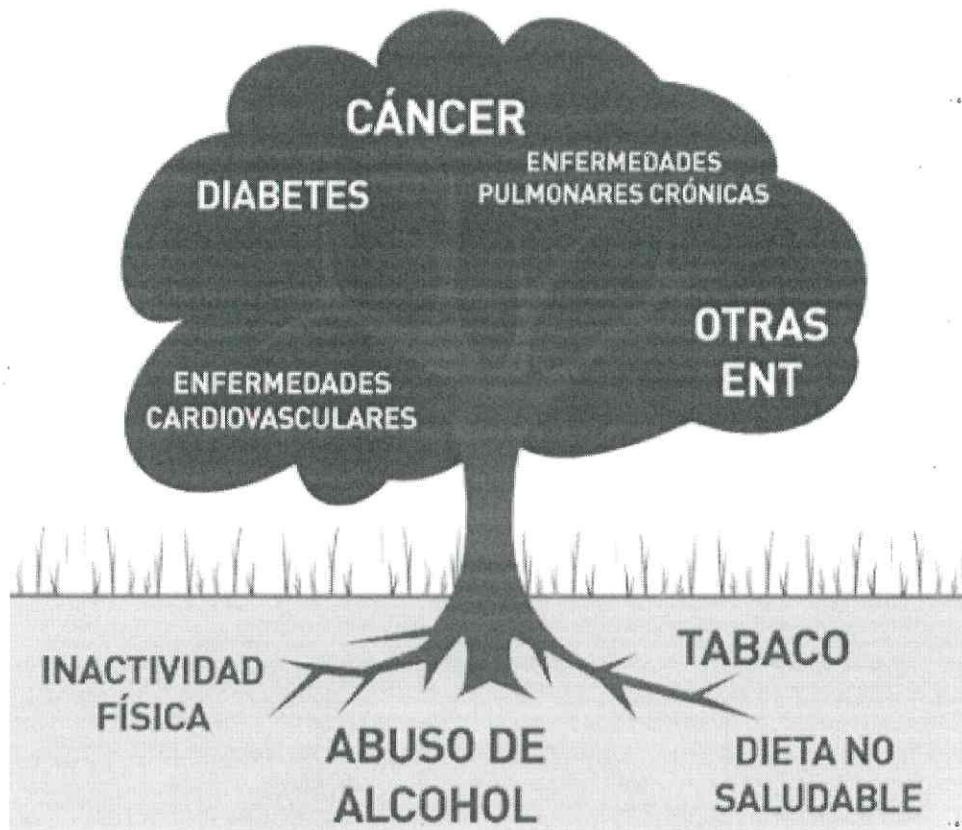 CÁNCER
ENFERMEDADES
PULMONARES CRÓNICAS
DIABETES
OTRAS
ENT
ENFERMEDADES
CARDIOVASCULARES
INACTIVIDAD
FÍSICA
TABACO
ABUSO DE
ALCOHOL
DIETA NO
SALUDABLE